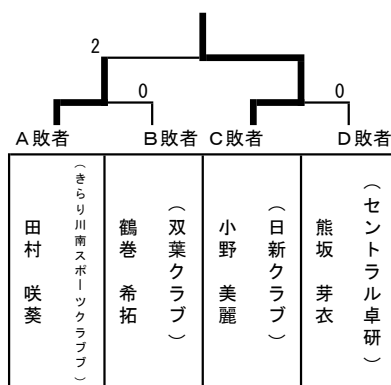 2
0
0
A敗者
B敗者
C敗者
D敗者
田村 咲葵
(きらり川南スポーツクラブブ)
鶴巻 希拓
(双葉クラブ)
小野 美麗
(日新クラブ)
熊坂 芽衣
(セントラル卓研)